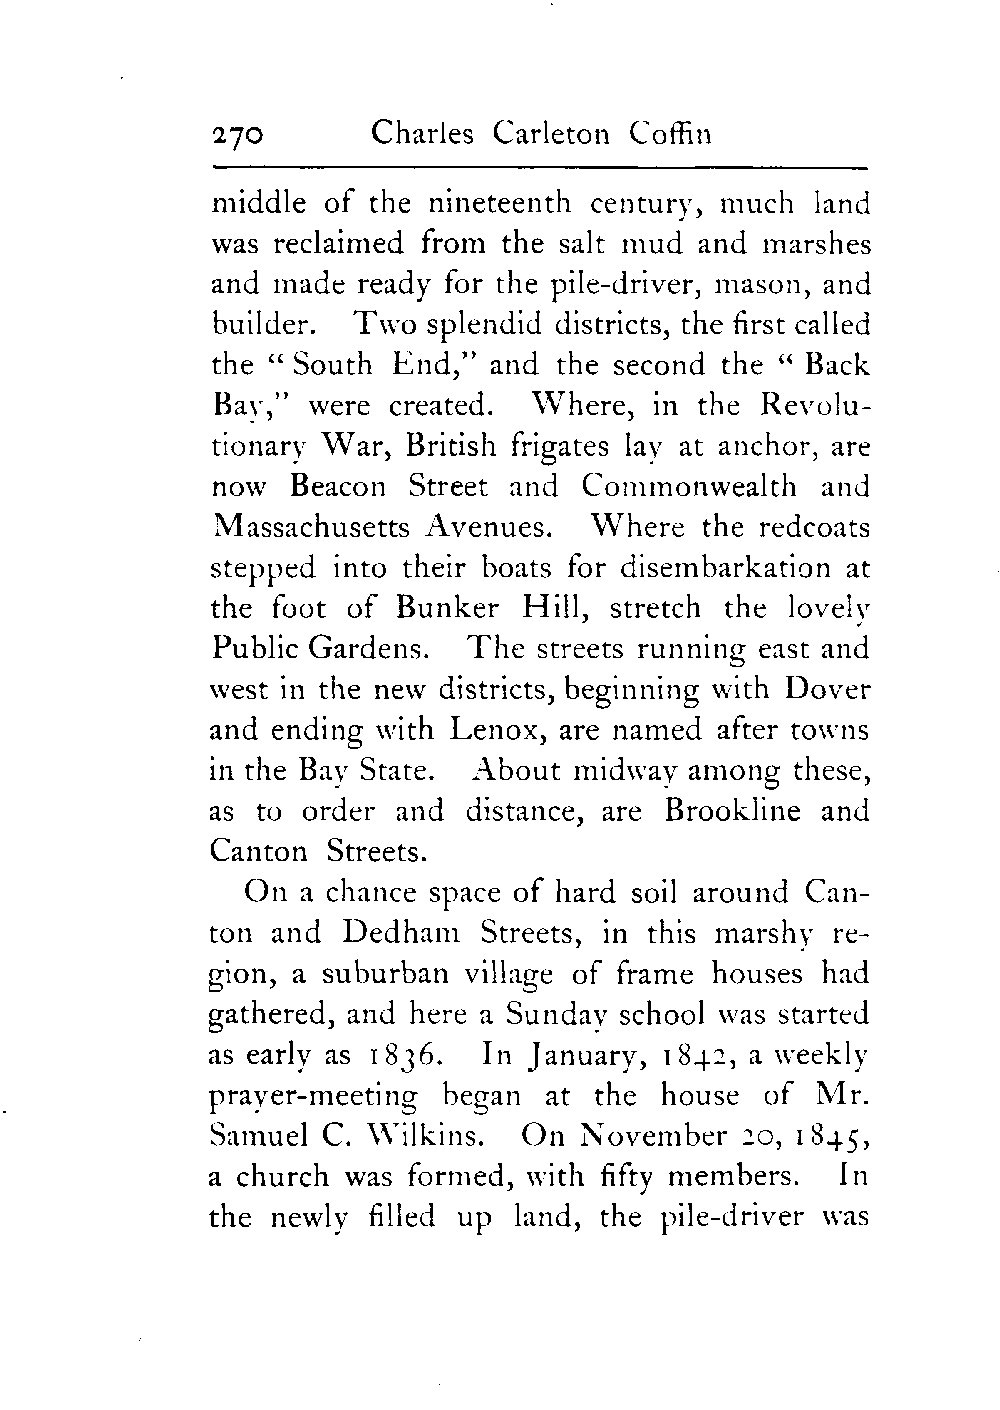 270 Charles Carleton Coffin
middle of the nineteenth century, much land
was reclaimed from the salt mud and marshes
and made ready for the pile-driver, mason, and
builder. Two splendid districts, the first called
the “ South End,” and the second the “ Back
Bay,” were created. Where, in the Revolu-
tionary War, British frigates lay at anchor, are
now Beacon Street and Commonwealth and
Massachusetts Avenues. Where the redcoats
stepped into their boats for disembarkation at
the foot of Bunker Hill, stretch the lovely
Public Gardens. The streets running east and
west in the new districts, beginning with Dover
and ending with Lenox, are named after towns
in the Bay State. About midway among these,
as to order and distance, are Brookline and
Canton Streets.
On a chance space of hard soil around Can-
ton and Dedham Streets, in this marshy re-
gion, a suburban village of frame houses had
gathered, and here a Sunday school was started
as early as 1836. In January, 1842, a weekly
prayer-meeting began at the house of Mr.
Samuel C. Wilkins. On November 20, 1845,
a church was formed, with fifty members. In
the newly filled up land, the pile-driver was